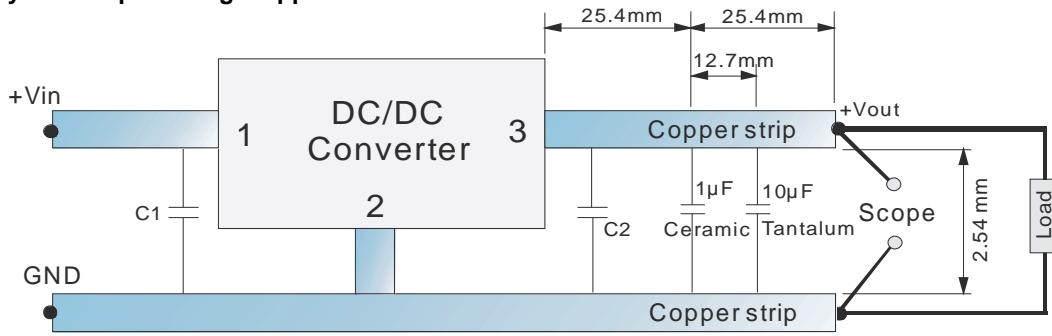 25.4mm 25.4mm
12.7mm
+Vin
DC/DC
Converter
1
3
2
Copper strip
+Vout
C1
C2
1µF
Ceramic
10µF
Tantalum
Scope
2.54 mm
Load
GND
Copper strip